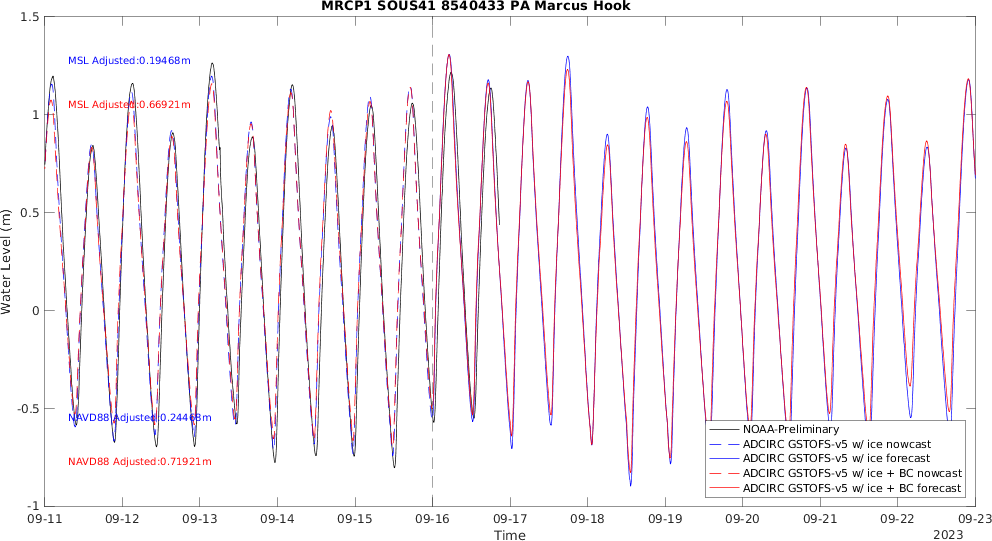 MRCP1 SOUS41 8540433 PA Marcus Hook
1.5
MSL Adjusted:0.19468m
MSL Adjusted:0.66921m
1
0.5
Water Level (m)
0
-0.5
NAVD88 Adjusted:0.24468m
NAVD88 Adjusted:0.71921m
-1
NOAA-Preliminary
ADCIRC GSTOFS-v5 w/ ice nowcast
ADCIRC GSTOFS-v5 w/ ice forecast
ADCIRC GSTOFS-v5 w/ ice + BC nowcast
ADCIRC GSTOFS-v5 w/ ice + BC forecast
09-11 09-12 09-13 09-14 09-15 09-16 09-17 09-18 09-19 09-20 09-21 09-22 09-23
Time
2023